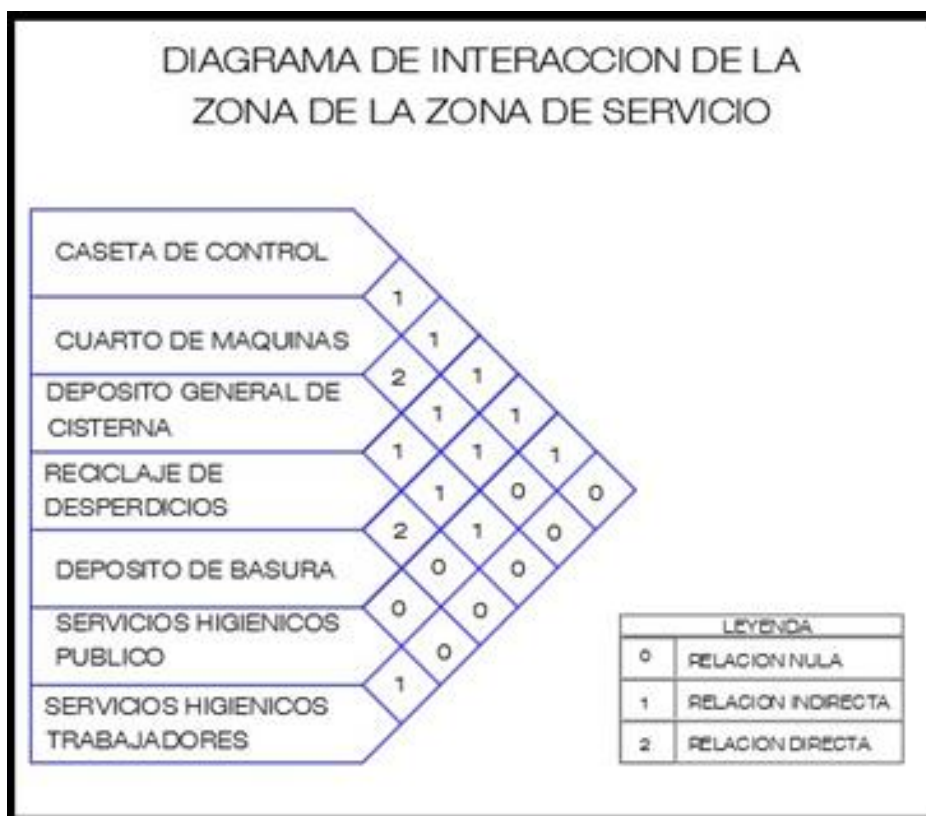 DIAGRAMA DE INTERACCION DE LA
ZONA DE LA ZONA DE SERVICIO
CASETA DE CONTROL
CUARTO DE MAQUINAS
DEPOSITO GENERAL DE
CISTERNA
RECICLAJE DE
DESPERDICIOS
DEPOSITO DE BASURA
SERVICIOS HIGIENICOS
PUBLICO
SERVICIOS HIGIENICOS
TRABAJADORES
1
1
2 1
1 1
1 1 1
1 0 0
2 1 0
0 0
0 0
0
1
LEYENDA
0 RELACION NULA
1 RELACION INDIRECTA
2 RELACION DIRECTA